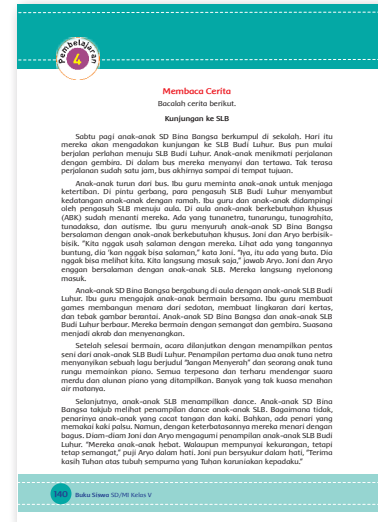 Pembelajaran
4
Membaca Cerita
Bacalah cerita berikut.
Kunjungan ke SLB
Sabtu pagi anak-anak SD Bina Bangsa berkumpul di sekolah. Hari itu
mereka akan mengadakan kunjungan ke SLB Budi Luhur. Bus pun mulai
berjalan perlahan menuju SLB Budi Luhur. Anak-anak menikmati perjalanan
dengan gembira. Di dalam bus mereka menyanyi dan tertawa. Tak terasa
perjalanan sudah satu jam, bus akhirnya sampai di tempat tujuan.
Anak-anak turun dari bus. Ibu guru meminta anak-anak untuk menjaga
ketertiban. Di pintu gerbang, para pengasuh SLB Budi Luhur menyambut
kedatangan anak-anak dengan ramah. Ibu guru dan anak-anak didampingi
oleh pengasuh SLB menuju aula. Di aula anak-anak berkebutuhan khusus
(ABK) sudah menanti mereka. Ada yang tunanetra, tunarungu, tunagrahita,
tunadaksa, dan autisme. Ibu guru menyuruh anak-anak SD Bina Bangsa
bersalaman dengan anak-anak berkebutuhan khusus. Joni dan Aryo berbisik-
bisik. “Kita nggak usah salaman dengan mereka. Lihat ada yang tangannya
buntung, dia ‘kan nggak bisa salaman,” kata Joni. “Iya, itu ada yang buta. Dia
nggak bisa melihat kita. Kita langsung masuk saja,” jawab Aryo. Joni dan Aryo
enggan bersalaman dengan anak-anak SLB. Mereka langsung nyelonong
masuk.
Anak-anak SD Bina Bangsa bergabung di aula dengan anak-anak SLB Budi
Luhur. Ibu guru mengajak anak-anak bermain bersama. Ibu guru membuat
games membangun menara dari sedotan, membuat lingkaran dari kertas,
dan tebak gambar berantai. Anak-anak SD Bina Bangsa dan anak-anak SLB
Budi Luhur berbaur. Mereka bermain dengan semangat dan gembira. Suasana
menjadi akrab dan menyenangkan.
Setelah selesai bermain, acara dilanjutkan dengan menampilkan pentas
seni dari anak-anak SLB Budi Luhur. Penampilan pertama dua anak tuna netra
menyanyikan sebuah lagu berjudul “Jangan Menyerah” dan seorang anak tuna
rungu memainkan piano. Semua terpesona dan terharu mendengar suara
merdu dan alunan piano yang ditampilkan. Banyak yang tak kuasa menahan
air matanya.
Selanjutnya, anak-anak SLB menampilkan dance. Anak-anak SD Bina
Bangsa takjub melihat penampilan dance anak-anak SLB. Bagaimana tidak,
penarinya anak-anak yang cacat tangan dan kaki. Bahkan, ada penari yang
memakai kaki palsu. Namun, dengan keterbatasannya mereka menari dengan
bagus. Diam-diam Joni dan Aryo mengagumi penampilan anak-anak SLB Budi
Luhur. “Mereka anak-anak hebat. Walaupun mempunyai kekurangan, tetapi
tetap semangat,” puji Aryo dalam hati. Joni pun bersyukur dalam hati, “Terima
kasih Tuhan atas tubuh sempurna yang Tuhan karuniakan kepadaku.”
140 Buku Siswa SD/MI Kelas V